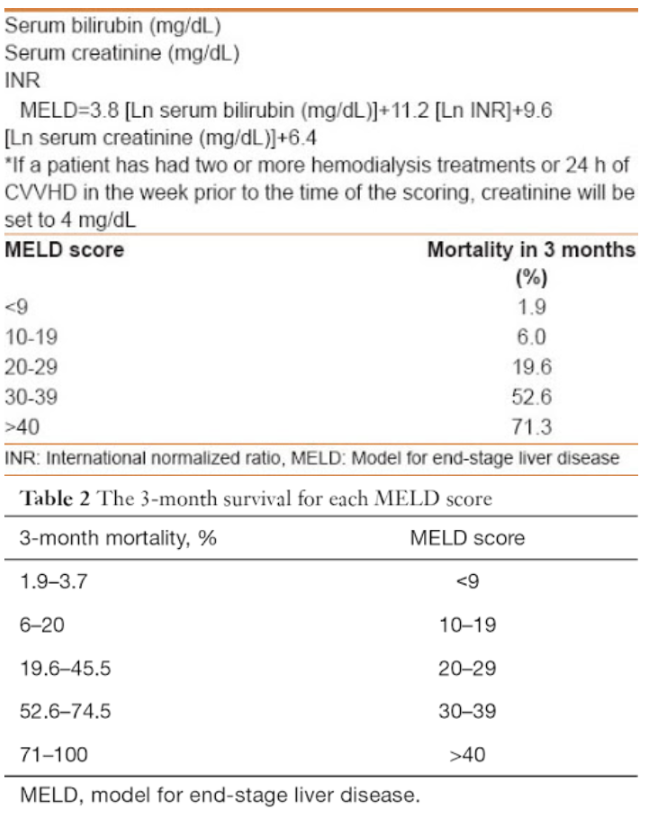 Serum bilirubin (mg/dL)
Serum creatinine (mg/dL)
INR
MELD=3.8 [Ln serum bilirubin (mg/dL)]+11.2 [Ln INR]+9.6
[Ln serum creatinine (mg/dL)]+6.4
*If a patient has had two or more hemodialysis treatments or 24 h of
CVVHD in the week prior to the time of the scoring, creatinine will be
set to 4 mg/dL
MELD score Mortality in 3 months
(%)
<9 1.9
10-19 6.0
20-29 19.6
30-39 52.6
>40 71.3
INR: International normalized ratio, MELD: Model for end-stage liver disease
Table 2 The 3-month survival for each MELD score
3-month mortality, % MELD score
1.9–3.7 <9
6–20 10–19
19.6–45.5 20–29
52.6–74.5 30–39
71–100 >40
MELD, model for end-stage liver disease.